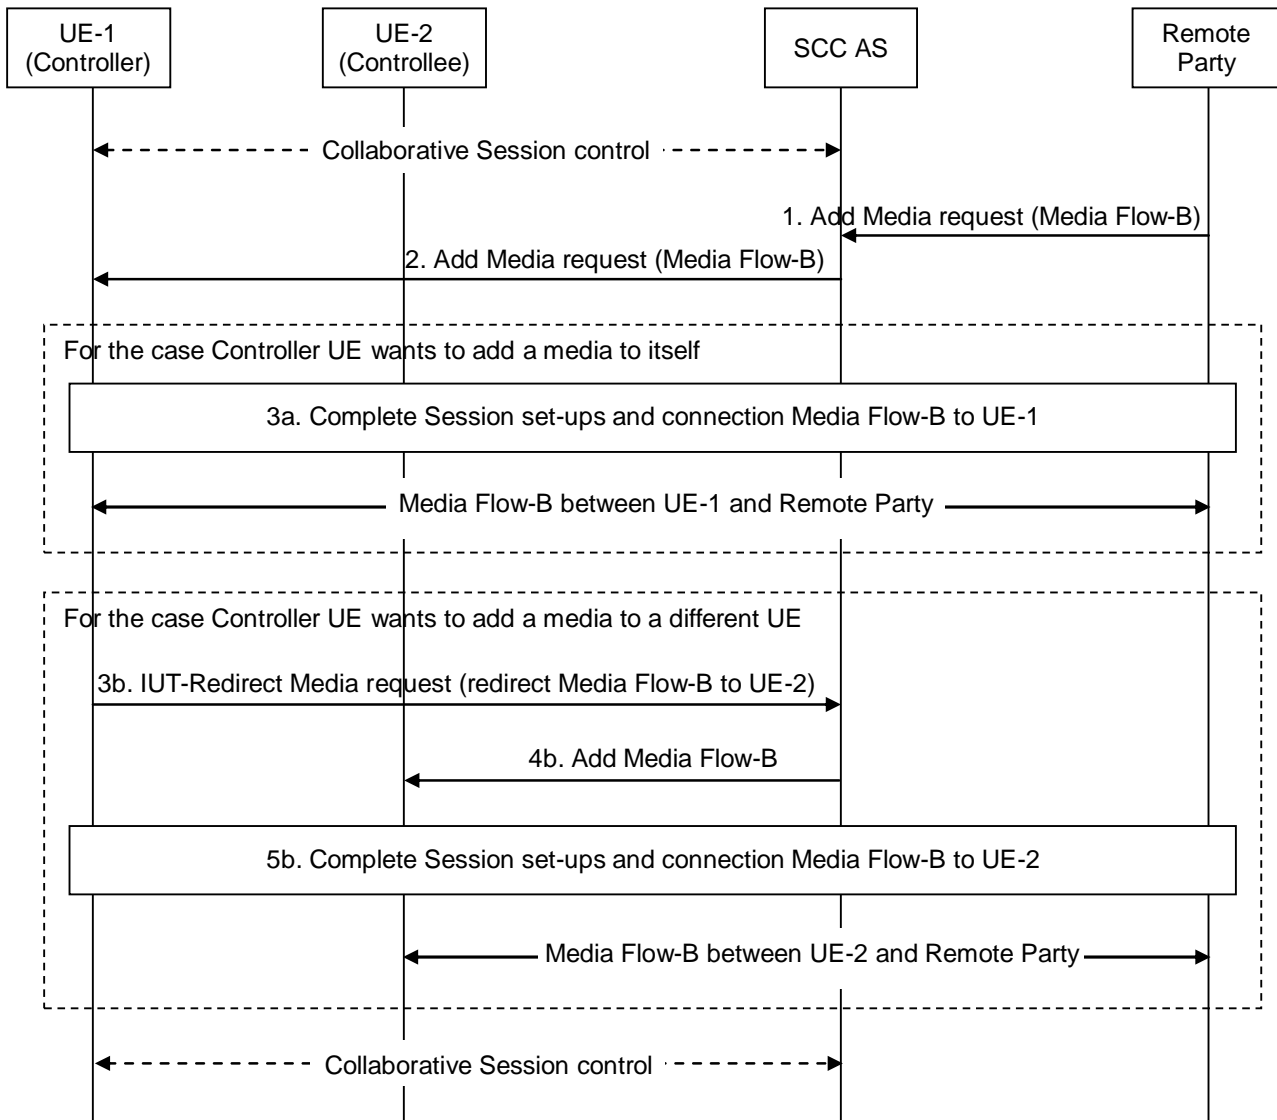 UE-1
(Controller)
UE-2
(Controllee)
SCC AS
Remote
Party
Collaborative Session control
1. Add Media request (Media Flow-B)
2. Add Media request (Media Flow-B)
For the case Controller UE wants to add a media to itself
3a. Complete Session set-ups and connection Media Flow-B to UE-1
Media Flow-B between UE-1 and Remote Party
For the case Controller UE wants to add a media to a different UE
3b. IUT-Redirect Media request (redirect Media Flow-B to UE-2)
4b. Add Media Flow-B
5b. Complete Session set-ups and connection Media Flow-B to UE-2
Media Flow-B between UE-2 and Remote Party
Collaborative Session control